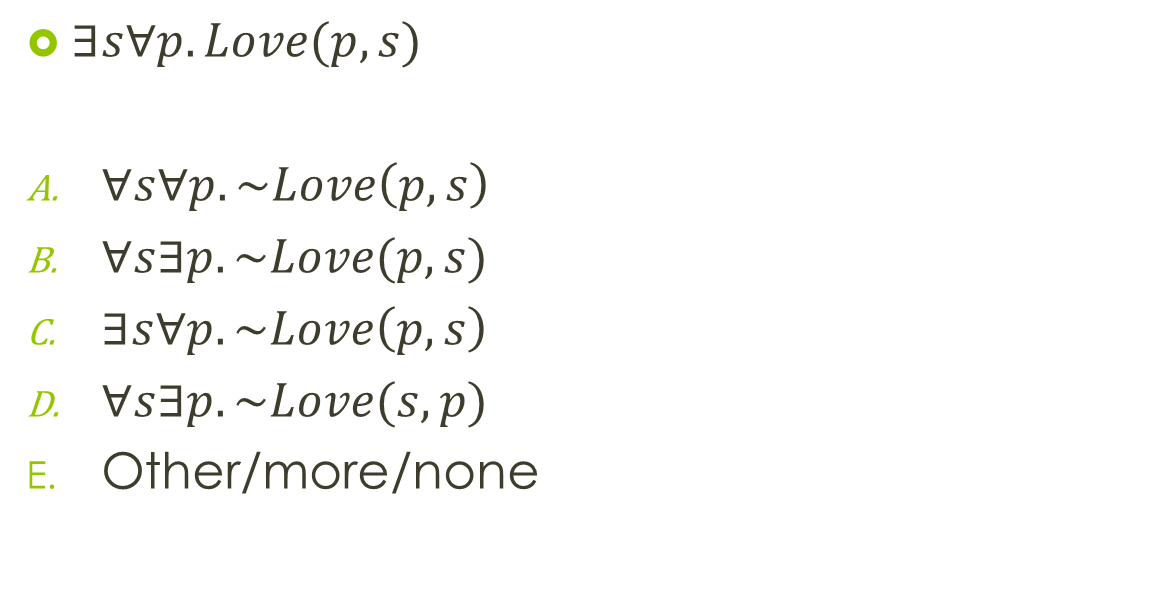 ∃s∀p. Love(p, s)
A. ∀s∀p. ~Love(p, s)
B. ∀s∃p. ~Love(p, s)
C. ∃s∀p. ~Love(p, s)
D. ∀s∃p. ~Love(s, p)
E. Other/more/none